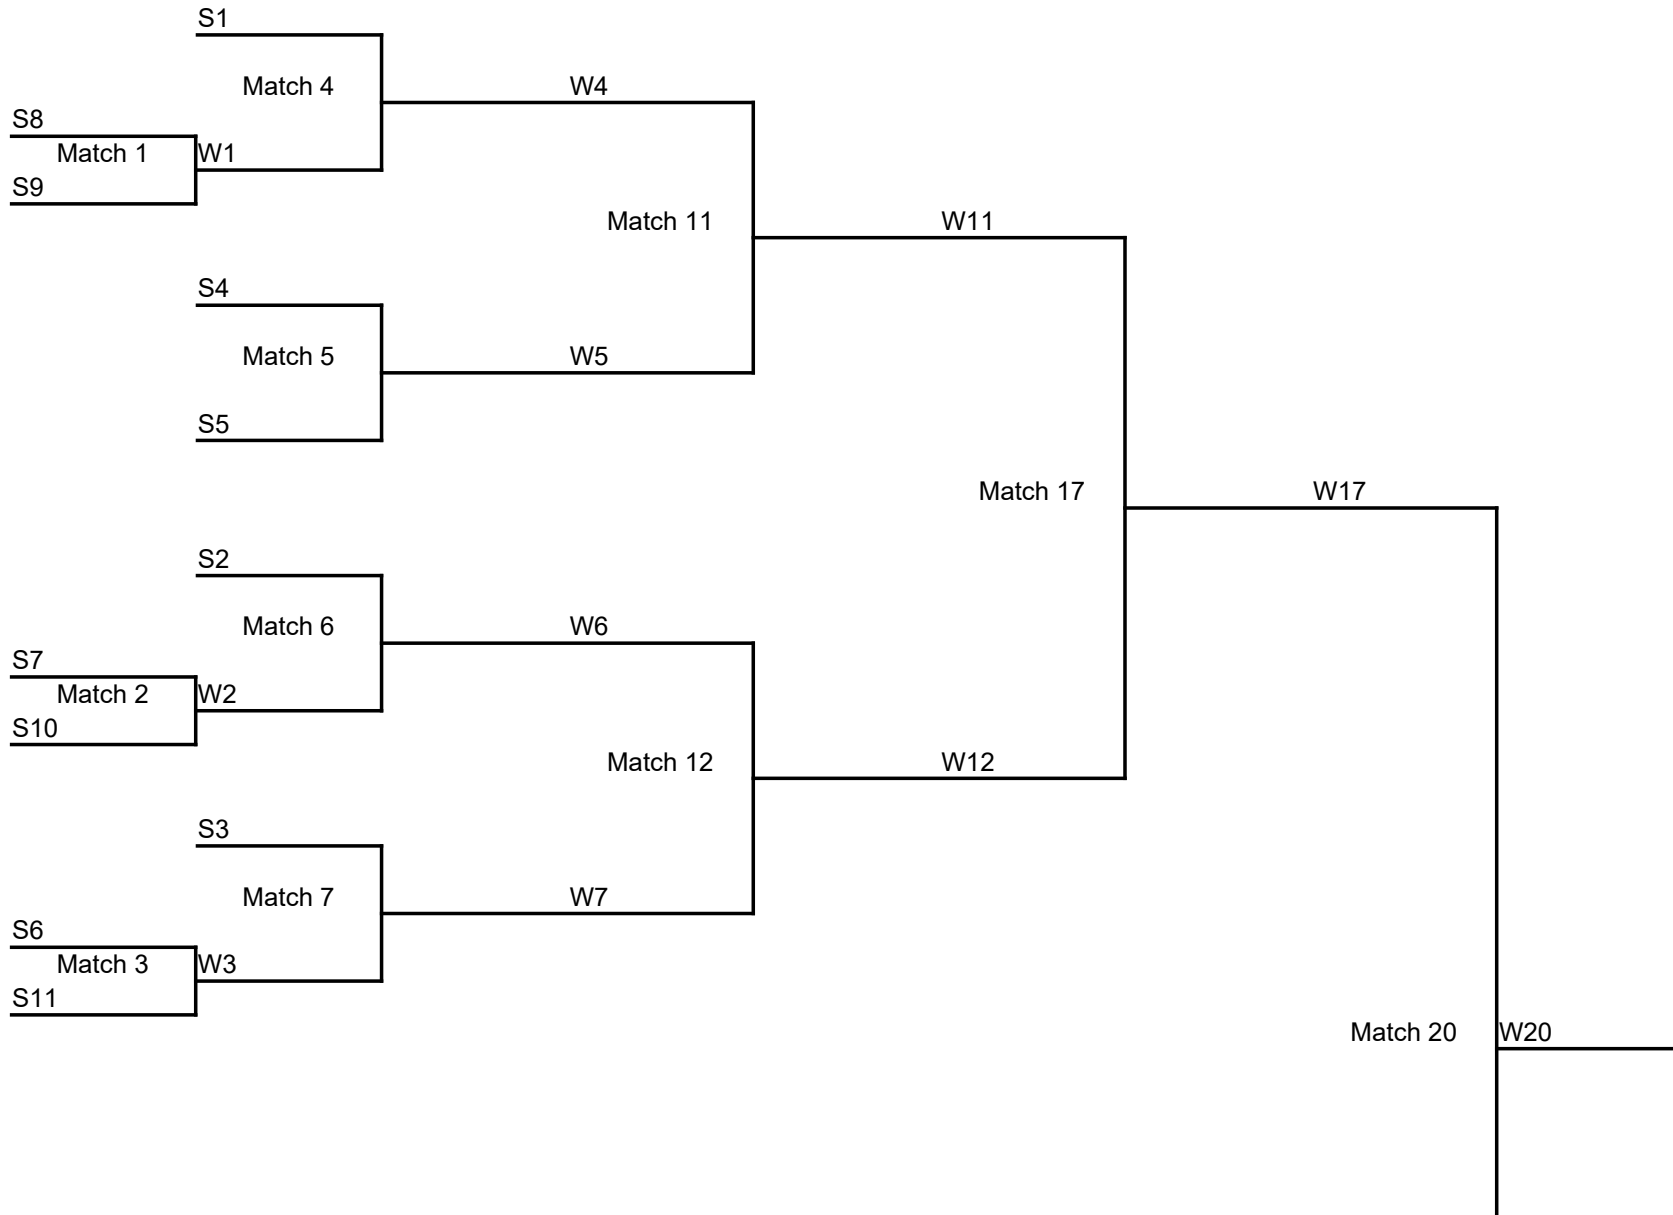 S1
Match 4
W4
S8
Match 1
W1
S9
Match 11
W11
S4
Match 5
W5
S5
Match 17
W17
S2
Match 6
W6
S7
Match 2
W2
S10
Match 12
W12
S3
Match 7
W7
S6
Match 3
W3
S11
Match 20
W20